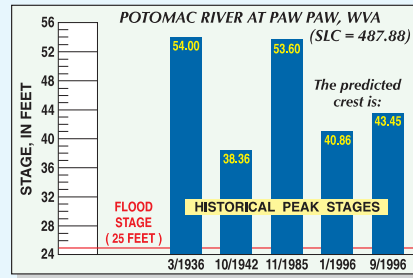 POTOMAC RIVER AT PAW PAW, WVA
(SLC = 487.88)
STAGE, IN FEET
56
52
48
44
40
36
32
28
24
54.00
38.36
53.60
40.86
43.45
The predicted
crest is:
HISTORICAL PEAK STAGES
FLOOD
STAGE
( 25 FEET )
3/1936 10/1942 11/1985 1/1996 9/1996